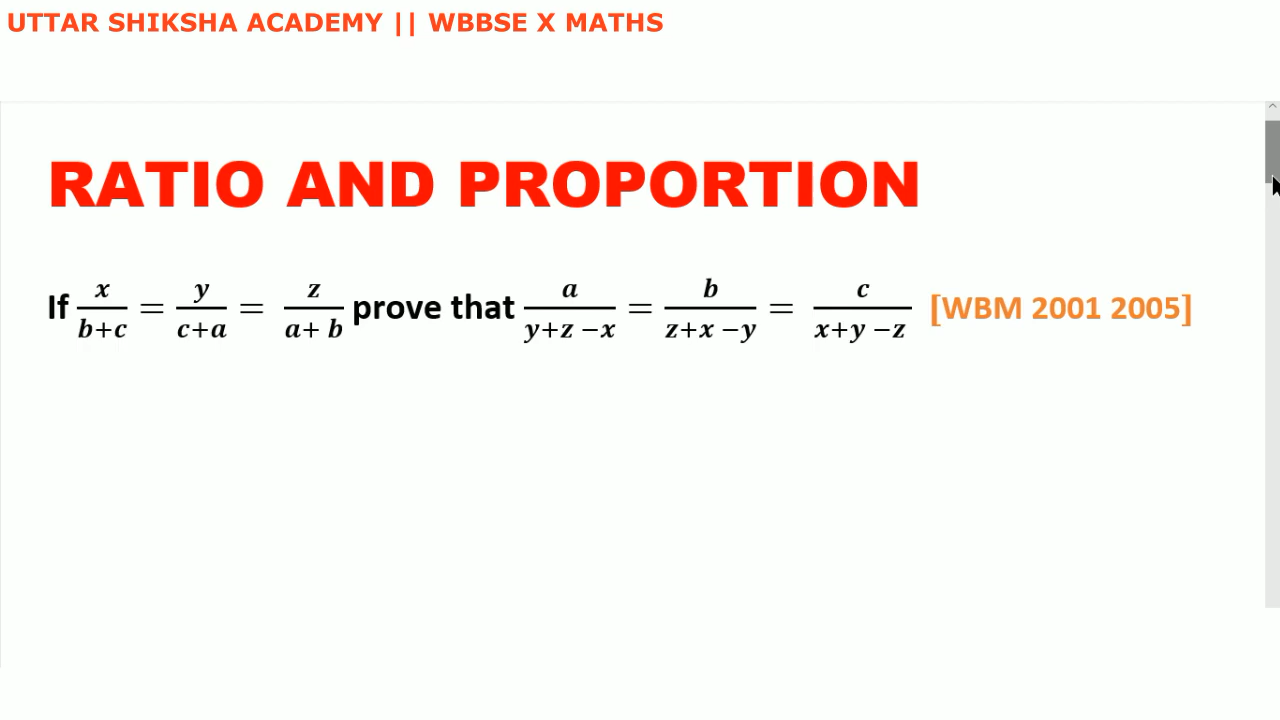 UTTAR SHIKSHA ACADEMY || WBBSE X MATHS
RATIO AND PROPORTION
If x/(b+c) = y/(c+a) = z/(a+ b) prove that a/(y+z −x) = b/(z+x −y) = c/(x+y −z) [WBM 2001 2005]